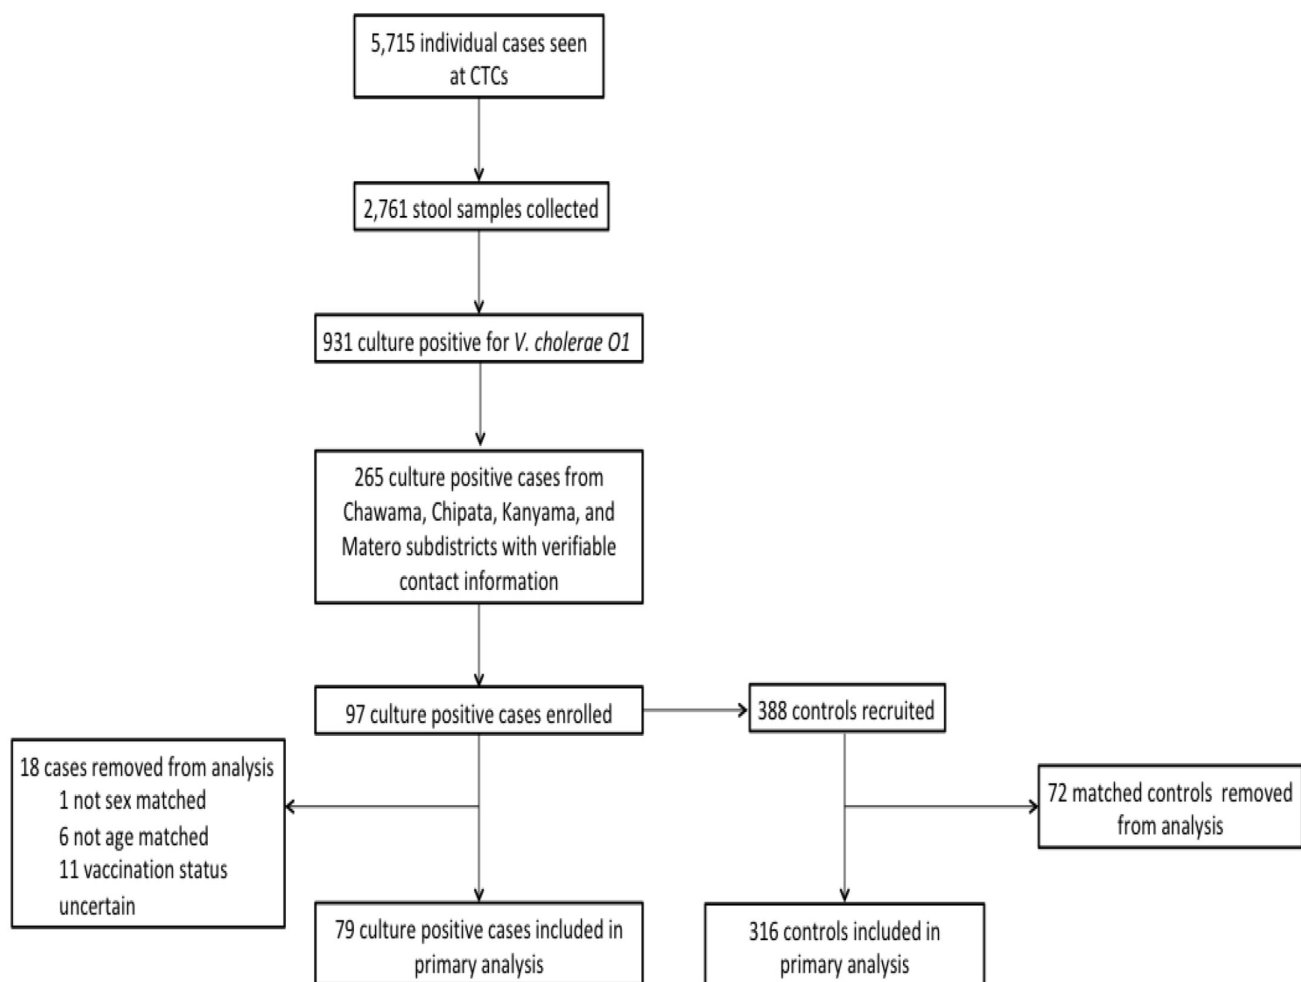 5,715 individual cases seen
at CTCs
2,761 stool samples collected
931 culture positive for V. cholerae O1
265 culture positive cases from
Chawama, Chipata, Kanyama, and
Matero subdistricts with verifiable
contact information
97 culture positive cases enrolled
388 controls recruited
18 cases removed from analysis
1 not sex matched
6 not age matched
11 vaccination status
uncertain
72 matched controls removed
from analysis
79 culture positive cases included in
primary analysis
316 controls included in
primary analysis